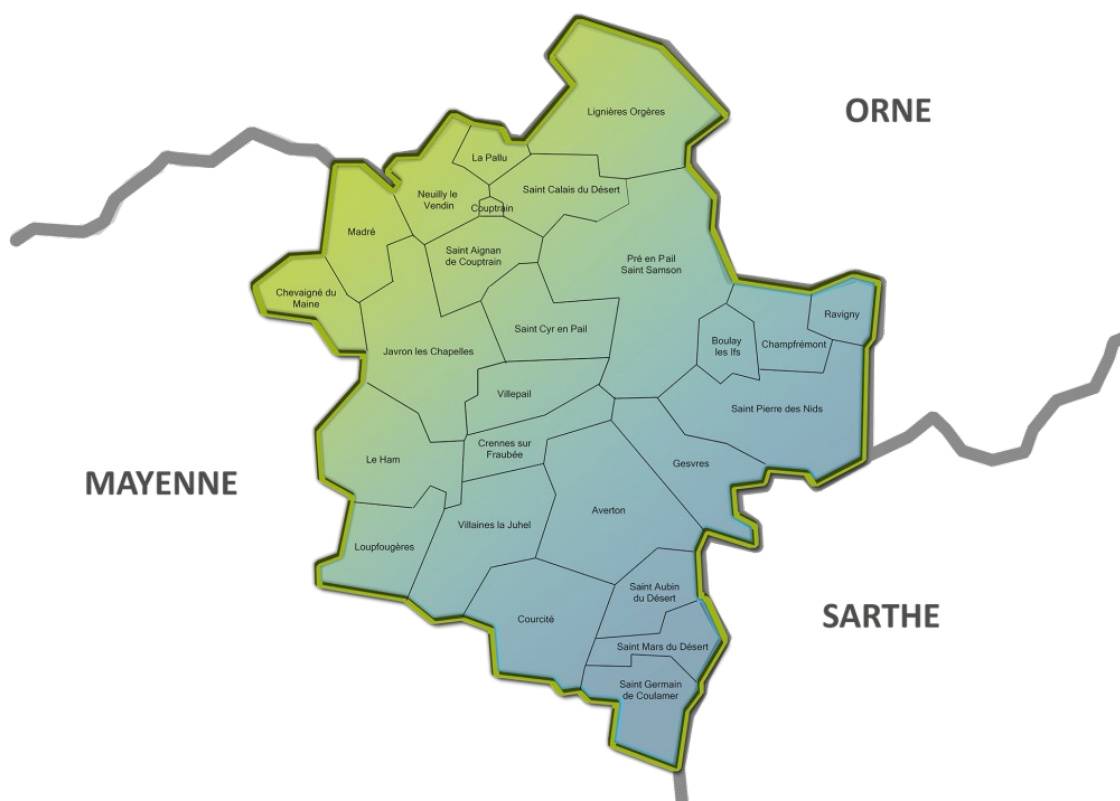 ORNE
Lignières Orgères
La Pallu
Saint Calais du Désert
Neuilly le
Vendin
Couptrain
Madré
Saint Aignan
de Couptrain
Pré en Pail
Saint Samson
Chevaigné du
Maine
Ravigny
Saint Cyr en Pail
Boulay
les Ifs
Champfrémont
Javron les Chapelles
Villepail
Saint Pierre des Nids
Crennes sur
Fraubée
Le Ham
Gesvres
MAYENNE
Averton
Villaines la Juhel
Loupfougères
Saint Aubin
du Désert
SARTHE
Courcité
Saint Mars du Désert
Saint Germain
de Coulamer